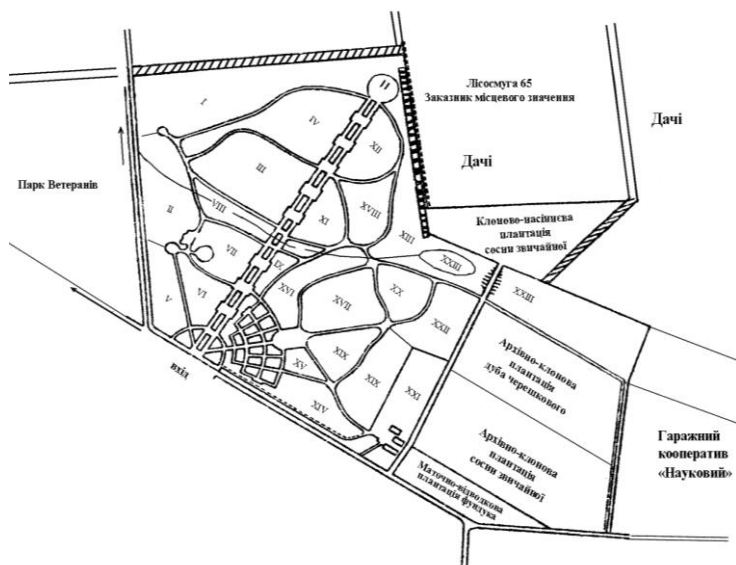 Н
Лісосмуга 65
Заказник місцевого значення
Дачі
Дачі
Парк Ветеранів
I
IV
XII
III
II
VIII
XI
XVIII
XIII
Клоново-насіннєва
плантація
сосни звичайної
VII
IX
XXIII
XXIII
V
VI
XVI
XVII
XX
XXII
вхід
XV
XIX
XIX
XXI
XIV
Архівно-клонова
плантація
дуба черешкового
Архівно-клонова
плантація
сосни звичайної
Маточно-відводкова
плантація фундука
Гаражний
кооператив
«Науковий»